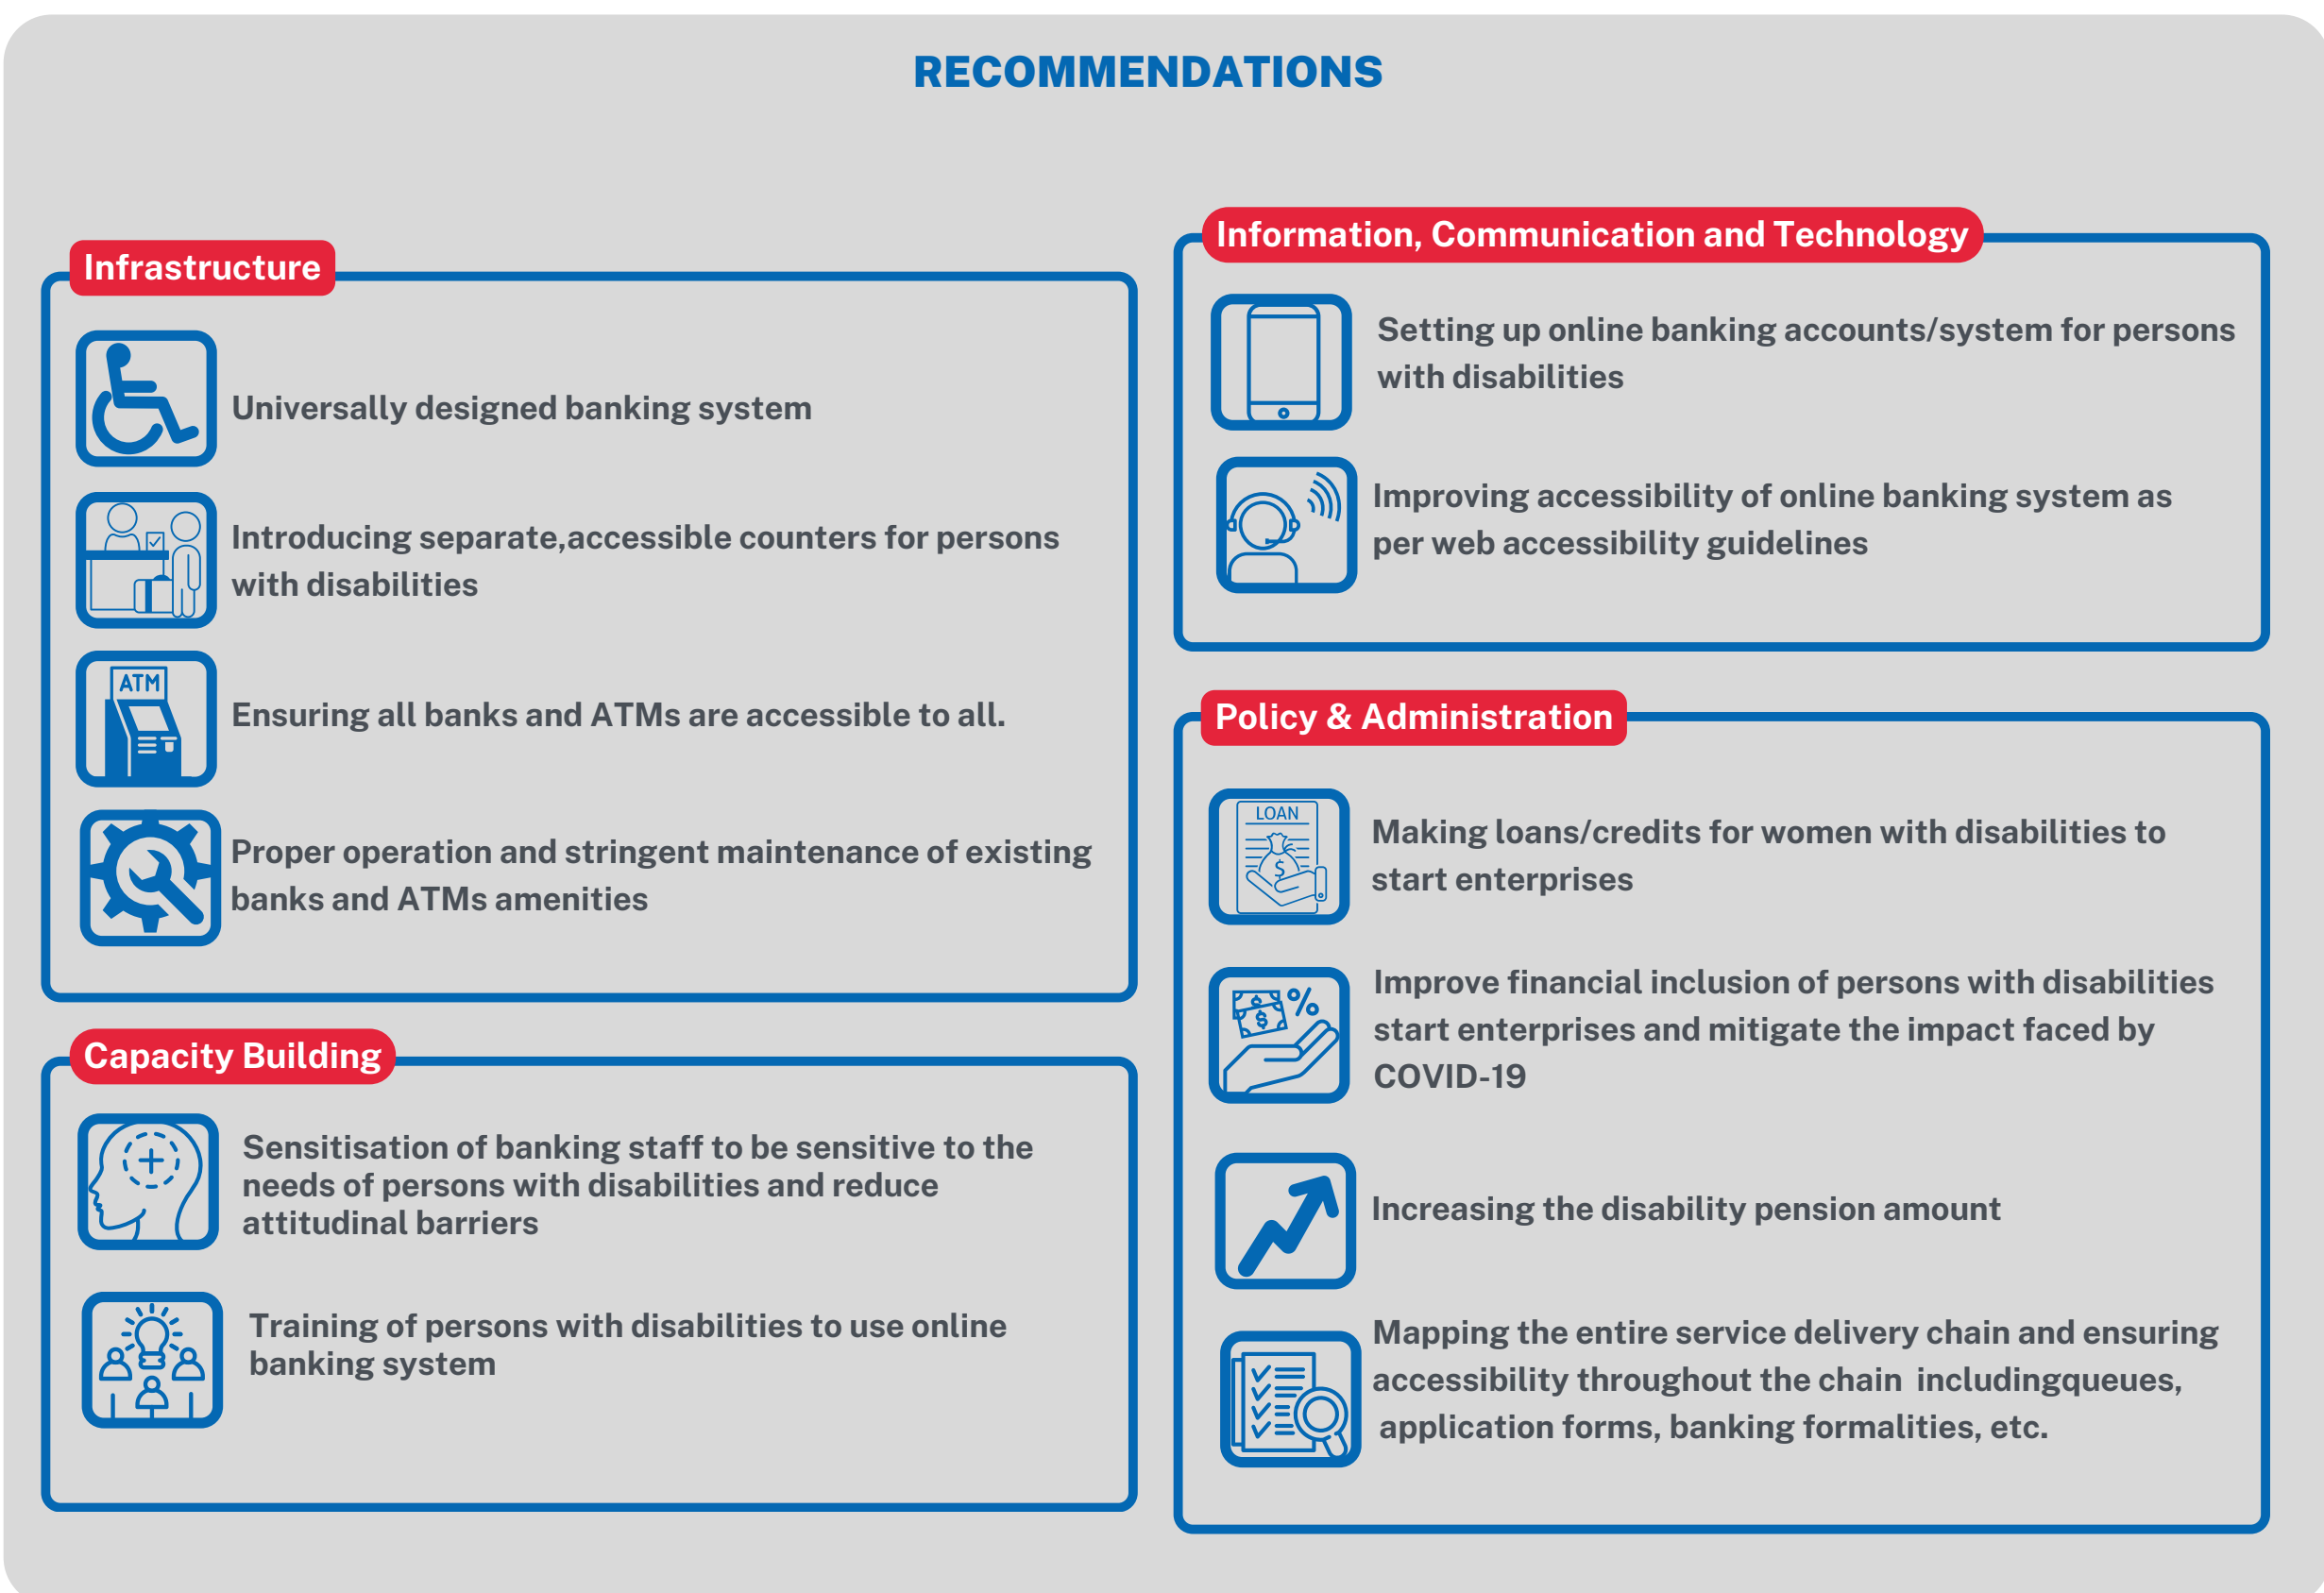 RECOMMENDATIONS
Infrastructure
Universally designed banking system
Introducing separate,accessible counters for persons
with disabilities
ATM
Ensuring all banks and ATMs are accessible to all.
Proper operation and stringent maintenance of existing
banks and ATMs amenities
Capacity Building
Sensitisation of banking staff to be sensitive to the
needs of persons with disabilities and reduce
attitudinal barriers
Training of persons with disabilities to use online
banking system
Information, Communication and Technology
Setting up online banking accounts/system for persons
with disabilities
Improving accessibility of online banking system as
per web accessibility guidelines
Policy & Administration
LOAN
$
Making loans/credits for women with disabilities to
start enterprises
$ $ %
Improve financial inclusion of persons with disabilities
start enterprises and mitigate the impact faced by
COVID-19
Increasing the disability pension amount
Mapping the entire service delivery chain and ensuring
accessibility throughout the chain  includingqueues,
application forms, banking formalities, etc.